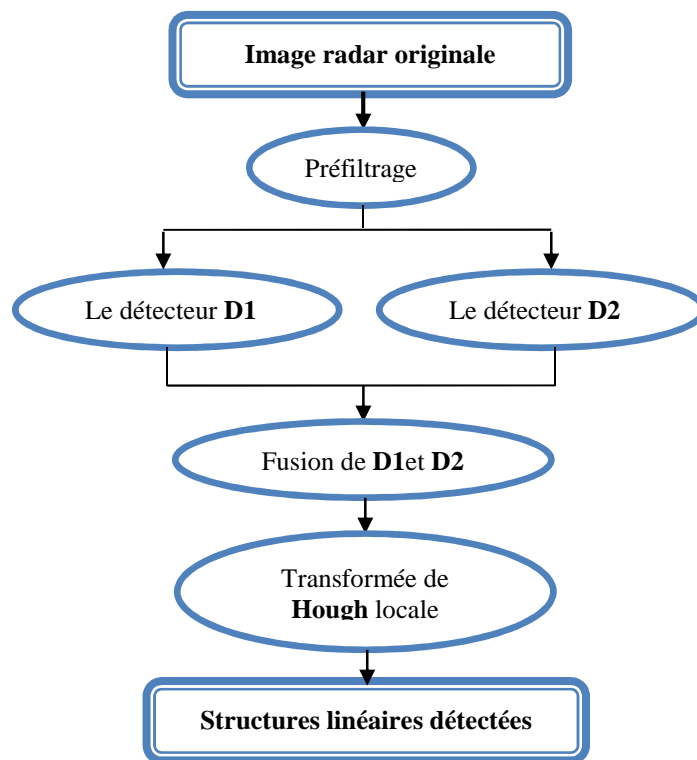 Image radar originale
Préfiltrage
Le détecteur D1
Le détecteur D2
Fusion de D1et D2
Transformée de
Hough locale
Structures linéaires détectées